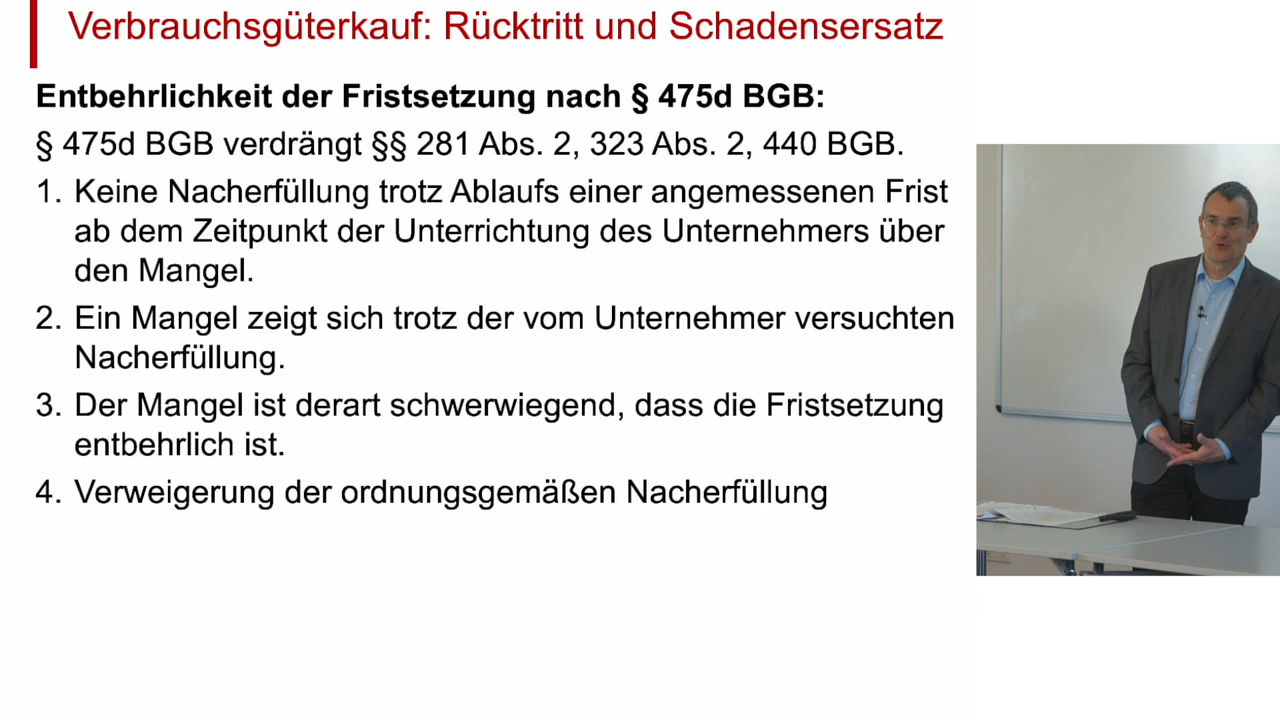 Verbrauchsgüterkauf: Rücktritt und Schadensersatz
Entbehrlichkeit der Fristsetzung nach § 475d BGB:
§ 475d BGB verdrängt §§ 281 Abs. 2, 323 Abs. 2, 440 BGB.
1. Keine Nacherfüllung trotz Ablaufs einer angemessenen Frist
ab dem Zeitpunkt der Unterrichtung des Unternehmers über
den Mangel.
2. Ein Mangel zeigt sich trotz der vom Unternehmer versuchten
Nacherfüllung.
3. Der Mangel ist derart schwerwiegend, dass die Fristsetzung
entbehrlich ist.
4. Verweigerung der ordnungsgemäßen Nacherfüllung